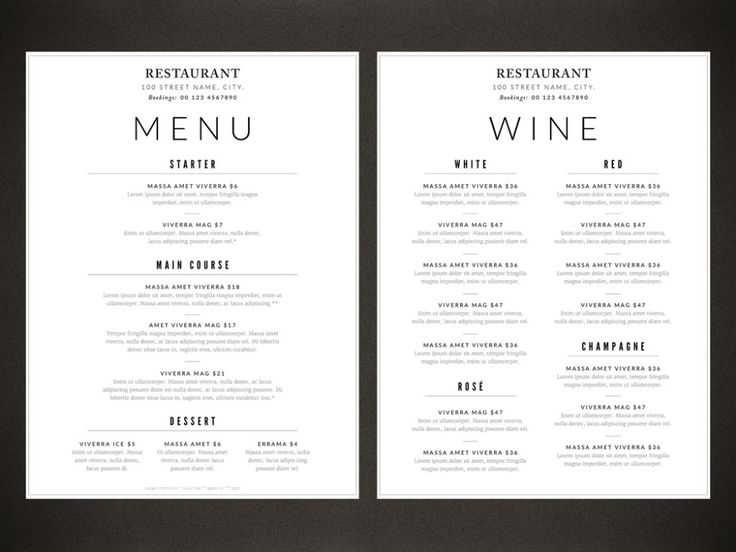 RESTAURANT
100 STREET NAME, CITY.
Bookings: 00 123 4567890
MENU
STARTER
MASSA AMET VIVERRA $6
Lorem ipsum dolor sit amet, tempor fringilla magna
imperdiet, enim ut ullamcorper.
VIVERRA MAG $7
Enim ut ullamcorper. Massa amet viverra, nulla donec,
lacus adipiscing posuere diam vel.*
MAIN COURSE
MASSA AMET VIVERRA $18
Lorem ipsum dolor sit amet, tempor fringilla magna imperdiet, enim ut
ullamcorper. Massa amet viverra, nulla donec, ac lacus adipiscing.**
AMET VIVERRA MAG $17
Tempor fringilla magna imperdiet, enim ut ullamcorper. Massa amet
viverra, nulla donec, ac lacus adipiscing posuere diam vel. Mi lobortis
donec vitae in, sagittis eros, ultricies curabitur.
VIVERRA MAG $21
Enim ut ullamcorper. Massa amet viverra, nulla donec, ac lacus
adipiscing posuere diam vel nulla donec, ac lacus adipiscing posuere diam vel. Mi
lobortis donec vitae in, sagittis eros, ultrices curabitur risus.*
DESSERT
VIVERRA ICE $5
Enim ut ullamcorper. Massa
amet viverra, nulla donec,
lacus posuere di.
MASSA AMET $6
Ut ullamcorper. Massa amet
viverra, nulla donec lacus
posuere diam vel.
ERRAMA $4
Massa amet viverra, nulla
donec, lacus adipiscing
posuere diam.
RESTAURANT
100 STREET NAME, CITY.
Bookings: 00 123 4567890
WINE
WHITE
MASSA AMET VIVERRA $36
Lorem ipsum dolor sit amet, tempor fringilla
magna imperdiet, enim ut ullamcorper.
VIVERRA MAG $47
Enim ut ullamcorper. Massa amet viverra,
nulla donec, lacus adipiscing posuere diam vel.
MASSA AMET VIVERRA $36
Lorem ipsum dolor sit amet, tempor fringilla
magna imperdiet, enim ut ullamcorper.
VIVERRA MAG $47
Enim ut ullamcorper. Massa amet viverra,
nulla donec, lacus adipiscing posuere diam vel.
MASSA AMET VIVERRA $36
Lorem ipsum dolor sit amet, tempor fringilla
magna imperdiet, enim ut ullamcorper.
ROSÉ
VIVERRA MAG $47
Enim ut ullamcorper. Massa amet viverra,
nulla donec, lacus adipiscing posuere diam vel.
MASSA AMET VIVERRA $36
Lorem ipsum dolor sit amet, tempor fringilla
magna imperdiet, enim ut ullamcorper.
RED
MASSA AMET VIVERRA $36
Lorem ipsum dolor sit amet, tempor fringilla
magna imperdiet, enim ut ullamcorper.
VIVERRA MAG $47
Enim ut ullamcorper. Massa amet viverra,
nulla donec, lacus adipiscing posuere diam vel.
MASSA AMET VIVERRA $36
Lorem ipsum dolor sit amet, tempor fringilla
magna imperdiet, enim ut ullamcorper.
VIVERRA MAG $47
Enim ut ullamcorper. Massa amet viverra,
nulla donec, lacus adipiscing posuere diam vel.
CHAMPAGNE
MASSA AMET VIVERRA $36
Lorem ipsum dolor sit amet, tempor fringilla
magna imperdiet, enim ut ullamcorper.
VIVERRA MAG $47
Enim ut ullamcorper. Massa amet viverra,
nulla donec, lacus adipiscing posuere diam vel.
MASSA AMET VIVERRA $36
Lorem ipsum dolor sit amet, tempor fringilla
magna imperdiet, enim ut ullamcorper.